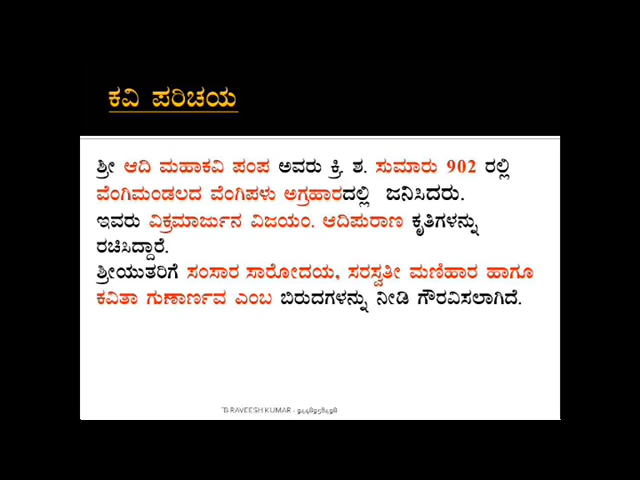 ಕವಿ ಪರಿಚಯ
ಶ್ರೀ ಆದಿ ಮಹಾಕವಿ ಪಂಪ ಅವರು ಕ್ರಿ. ಶ. ಸುಮಾರು 902 ರಲ್ಲಿ
ವೆಂಗಿಮಂಡಲದ ವೆಂಗಿಪಳು ಅಗ್ರಹಾರದಲ್ಲಿ ಜನಿಸಿದರು.
ಇವರು ವಿಕ್ರಮಾರ್ಜುನ ವಿಜಯಂ. ಆದಿಪುರಾಣ ಕೃತಿಗಳನ್ನು
ರಚಿಸಿದ್ದಾರೆ.
ಶ್ರೀಯುತರಿಗೆ ಸಂಸಾರ ಸಾರೋದಯ, ಸರಸ್ವತೀ ಮಣಿಹಾರ ಹಾಗೂ
ಕವಿತಾ ಗುಣಾರ್ಣವ ಎಂಬ ಬಿರುದಗಳನ್ನು ನೀಡಿ ಗೌರವಿಸಲಾಗಿದೆ.
B RAVEESH KUMAR - 9448958498